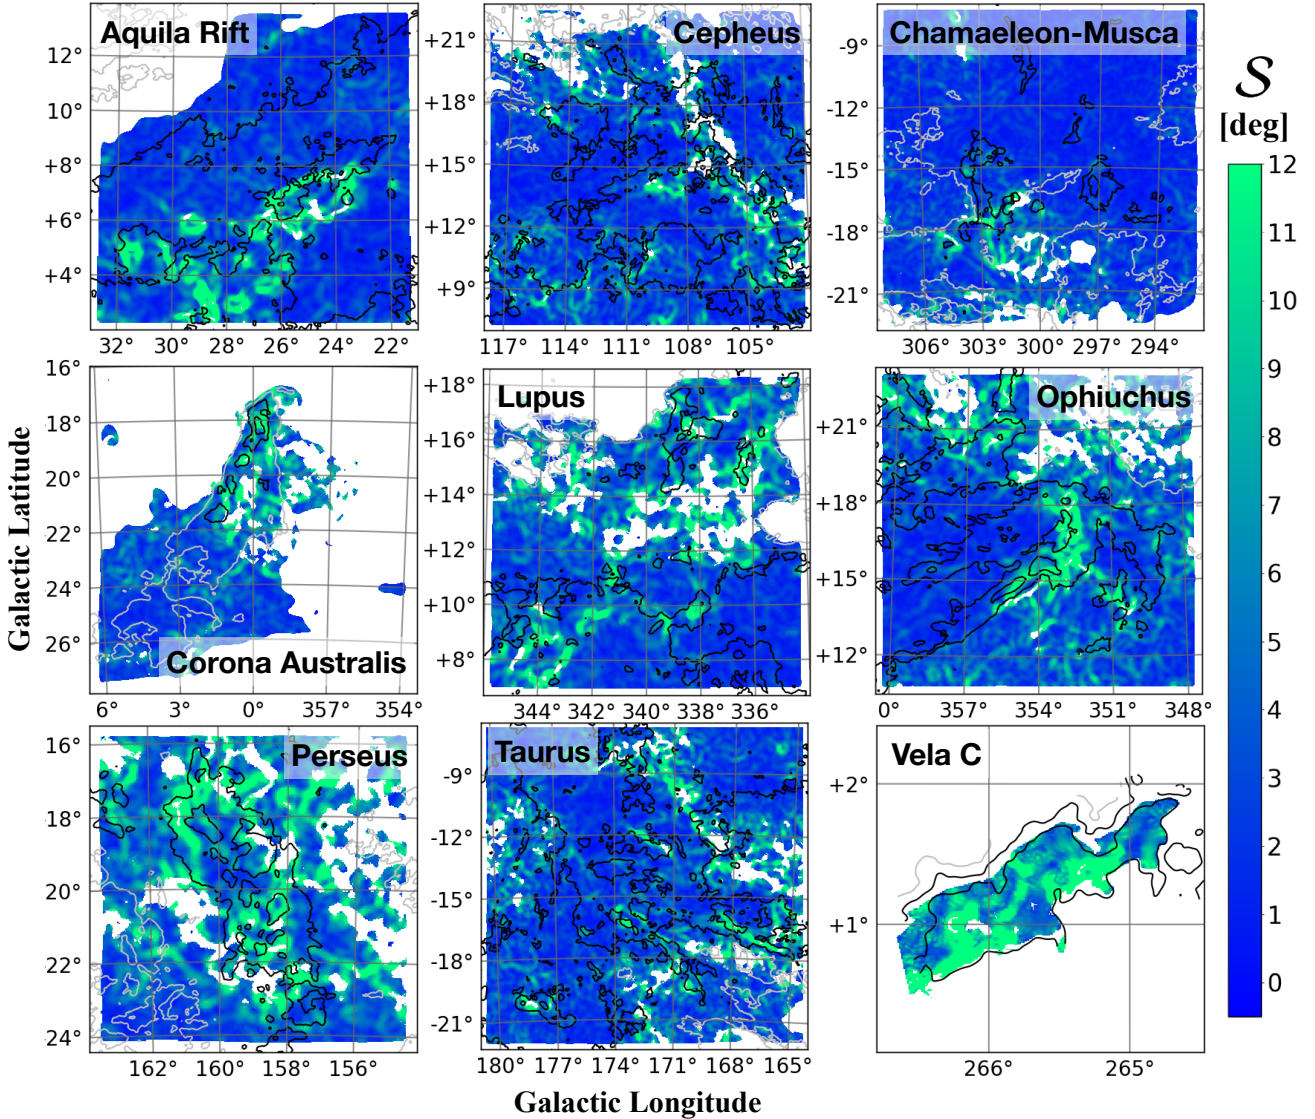 Aquila Rift
12°
10°
+8°
+6°
+4°
32° 30° 28° 26° 24° 22°
Cepheus
+21°
+18°
+15°
+12°
+9°
117° 114° 111° 108° 105°
Chamaeleon-Musca
-9°
-12°
-15°
-18°
-21°
306° 303° 300° 297° 294°
S
[deg]
12
11
10
9
8
7
6
5
4
3
2
1
0
Galactic Latitude
16°
18°
20°
22°
24°
26°
Corona Australis
6° 3° 0° 357° 354°
Lupus
+18°
+16°
+14°
+12°
+10°
+8°
344° 342° 340° 338° 336°
Ophiuchus
+21°
+18°
+15°
+12°
0° 357° 354° 351° 348°
Perseus
16°
18°
20°
22°
24°
162° 160° 158° 156°
Taurus
-9°
-12°
-15°
-18°
-21°
180° 177° 174° 171° 168° 165°
Vela C
+2°
+1°
266° 265°
Galactic Longitude